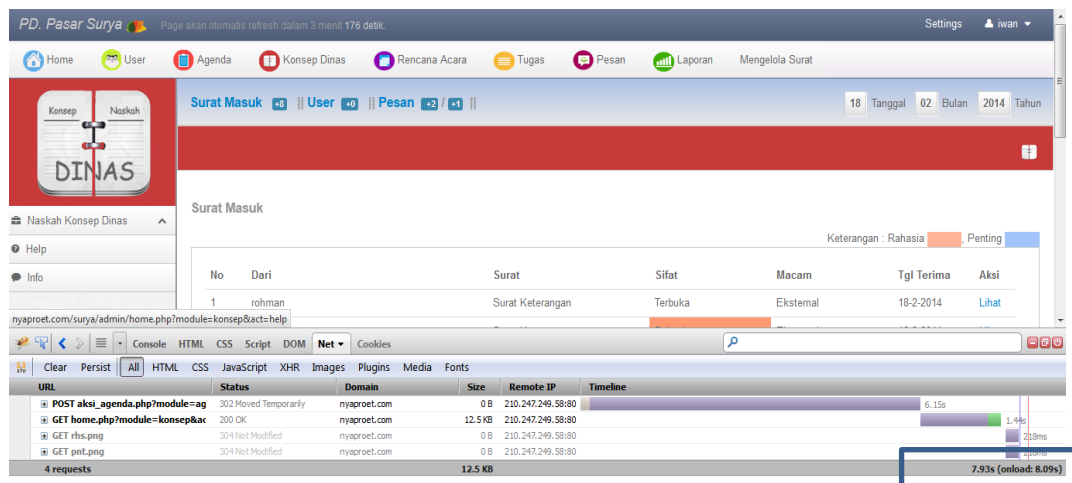 PD. Pasar Surya Page akan otomatis refresh dalam 3 menit 176 detik. Settings iwan
Home User Agenda Konsep Dinas Rencana Acara Tugas Pesan Laporan Mengelola Surat
Konsep Naskah
DINAS
Surat Masuk +8 || User +0 || Pesan +2 / +1 ||
18 Tanggal 02 Bulan 2014 Tahun
Naskah Konsep Dinas
Help
Info
Surat Masuk
Keterangan : Rahasia , Penting
No Dari Surat Sifat Macam Tgl Terima Aksi
1 rohman Surat Keterangan Terbuka Eksternal 18-2-2014 Lihat
nyaproet.com/surya/admin/home.php?module=konsep&act=help
Console HTML CSS Script DOM Net Cookies
Clear Persist All HTML CSS JavaScript XHR Images Plugins Media Fonts
URL Status Domain Size Remote IP Timeline
POST aksi_agenda.php?module=ag 302 Moved Temporarily nyaproet.com 0 B 210.247.249.58:80 6.15s
GET home.php?module=konsep&ac 200 OK nyaproet.com 12.5 KB 210.247.249.58:80 1.44s
GET rhs.png 304 Not Modified nyaproet.com 0 B 210.247.249.58:80 218ms
GET pnt.png 304 Not Modified nyaproet.com 0 B 210.247.249.58:80 218ms
4 requests 12.5 KB 7.93s (onload: 8.09s)